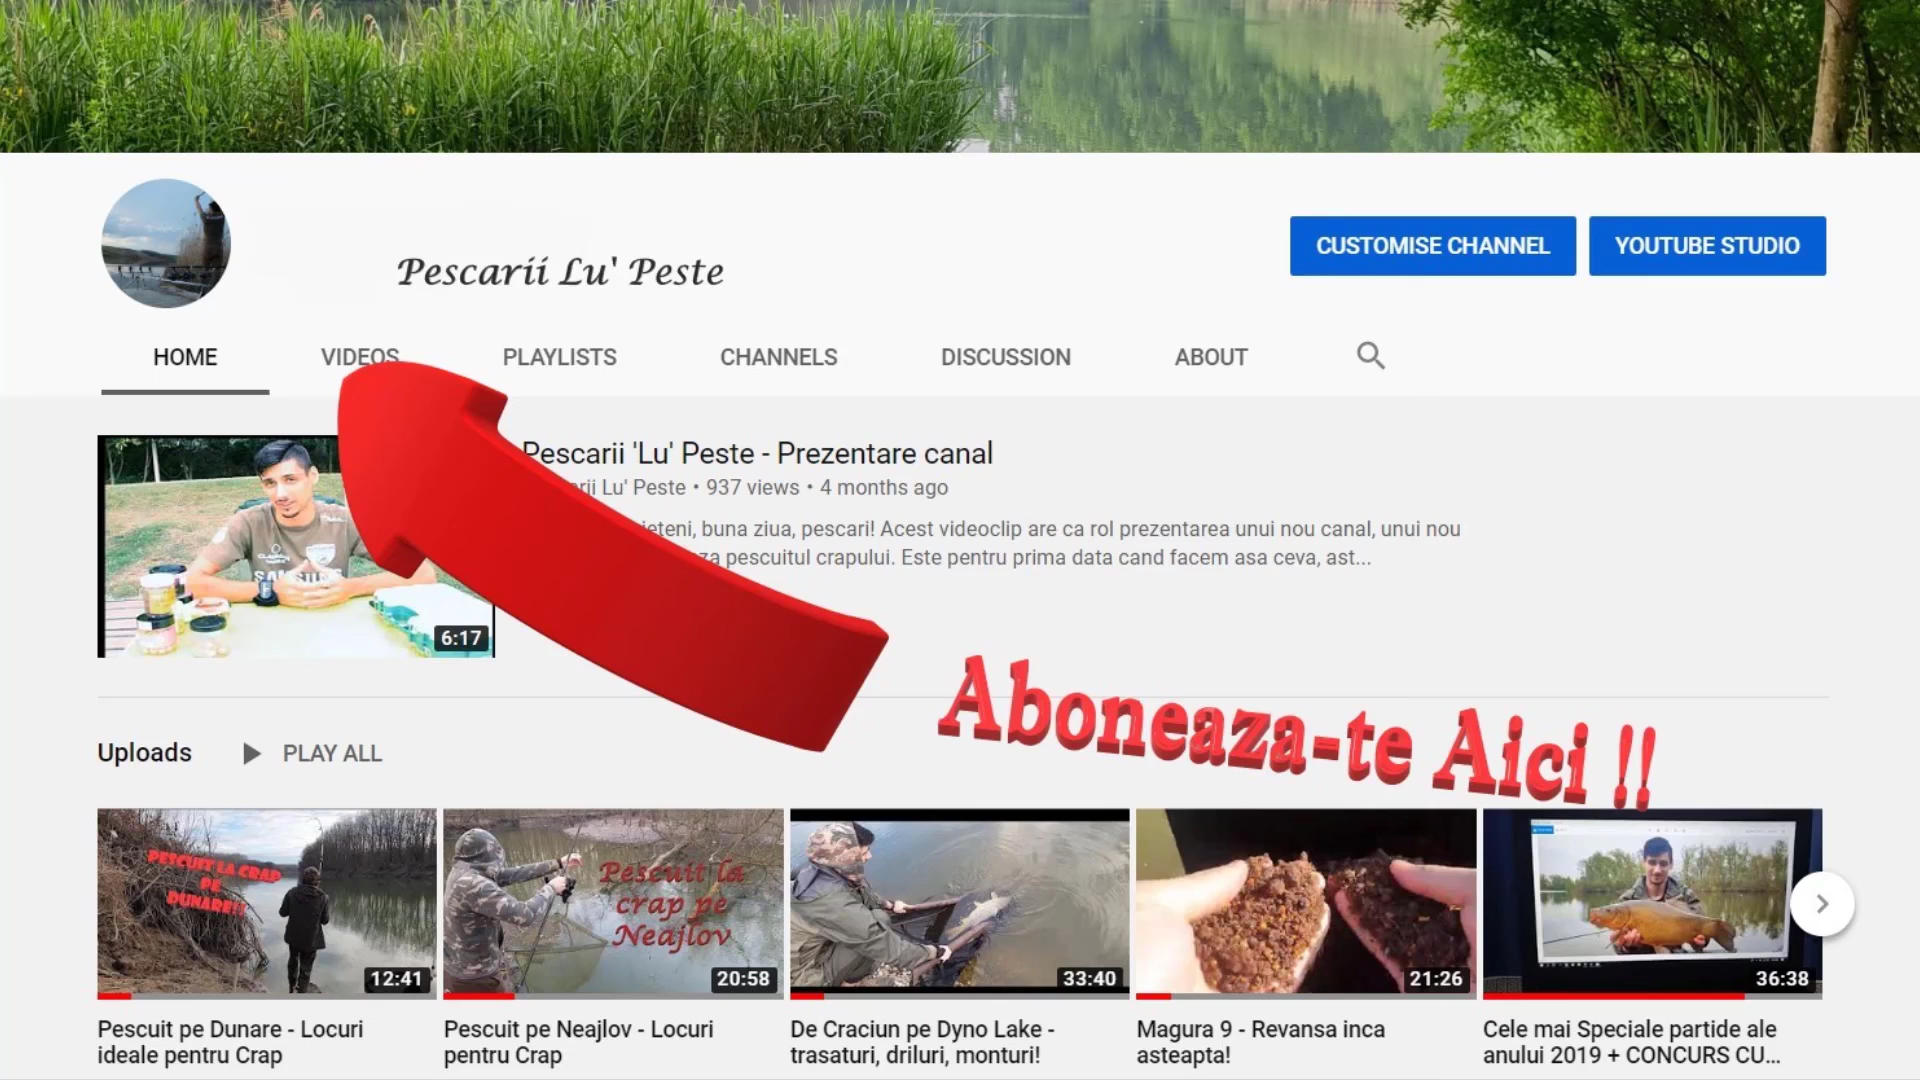 Pescarii Lu' Peste
CUSTOMISE CHANNEL
YOUTUBE STUDIO
HOME
VIDEOS
PLAYLISTS
CHANNELS
DISCUSSION
ABOUT
Pescarii 'Lu' Peste - Prezentare canal
Lu' Peste • 937 views • 4 months ago
buna ziua, pescari! Acest videoclip are ca rol prezentarea unui nou canal, unui nou
pescuitul crapului. Este pentru prima data cand facem asa ceva, ast...
6:17
Aboneaza-te Aici !!
Uploads
PLAY ALL
PESCUIT LA CRAP
PE
DUNARE!!
12:41
Pescuit la
crap pe
Neajlov
20:58
33:40
21:26
36:38
Pescuit pe Dunare - Locuri
ideale pentru Crap
Pescuit pe Neajlov - Locuri
pentru Crap
De Craciun pe Dyno Lake -
trasaturi, driluri, monturi!
Magura 9 - Revansa inca
asteapta!
Cele mai Speciale partide ale
anului 2019 + CONCURS CU...